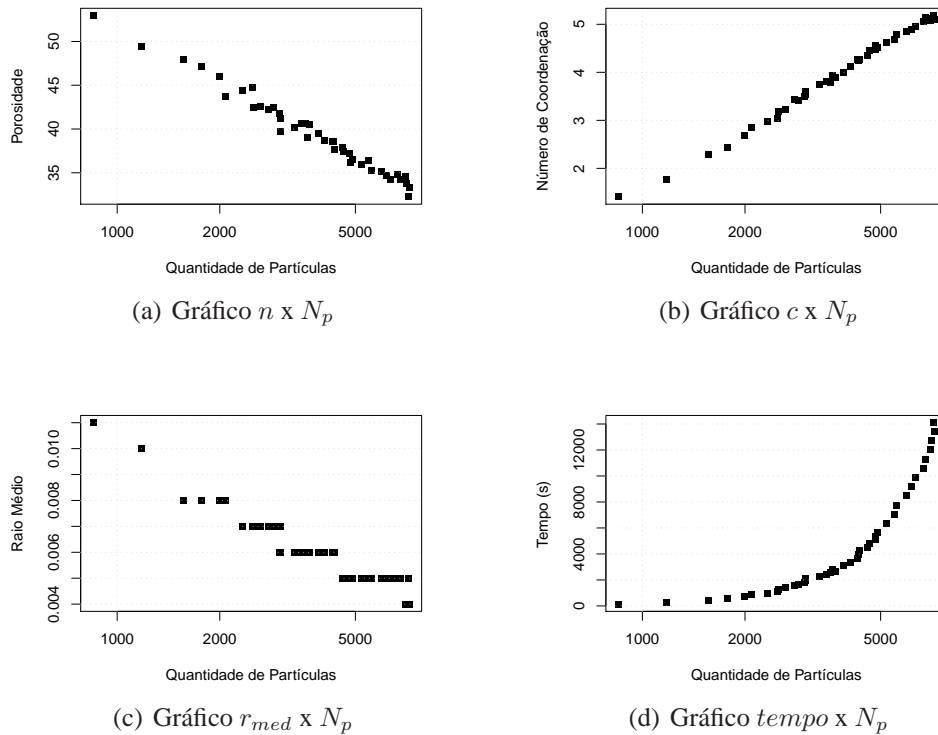 Porosidade
50
45
40
35
1000
2000
5000
Quantidade de Partículas
(a) Gráfico n x N_p
Número de Coordenação
5
4
3
2
1000
2000
5000
Quantidade de Partículas
(b) Gráfico c x N_p
Raio Médio
0.010
0.008
0.006
0.004
1000
2000
5000
Quantidade de Partículas
(c) Gráfico r_{med} x N_p
Tempo (s)
12000
8000
4000
0
1000
2000
5000
Quantidade de Partículas
(d) Gráfico tempo x N_p